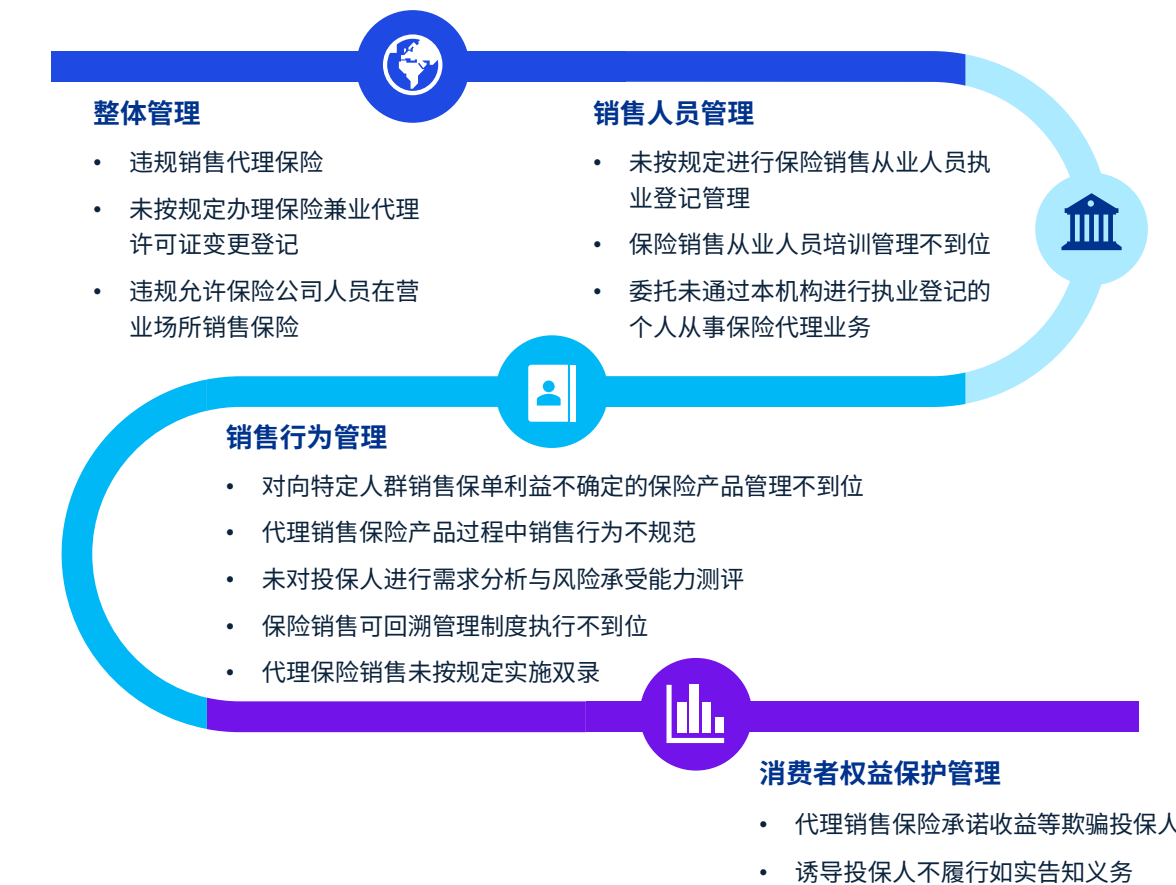 整体管理
• 违规销售代理保险
• 未按规定办理保险兼业代理
许可证变更登记
• 违规允许保险公司人员在营
业场所销售保险
销售人员管理
• 未按规定进行保险销售从业人员执
业登记管理
• 保险销售从业人员培训管理不到位
• 委托未通过本机构进行执业登记的
个人从事保险代理业务
销售行为管理
• 对向特定人群销售保单利益不确定的保险产品管理不到位
• 代理销售保险产品过程中销售行为不规范
• 未对投保人进行需求分析与风险承受能力测评
• 保险销售可回溯管理制度执行不到位
• 代理保险销售未按规定实施双录
消费者权益保护管理
• 代理销售保险承诺收益等欺骗投保人
• 诱导投保人不履行如实告知义务